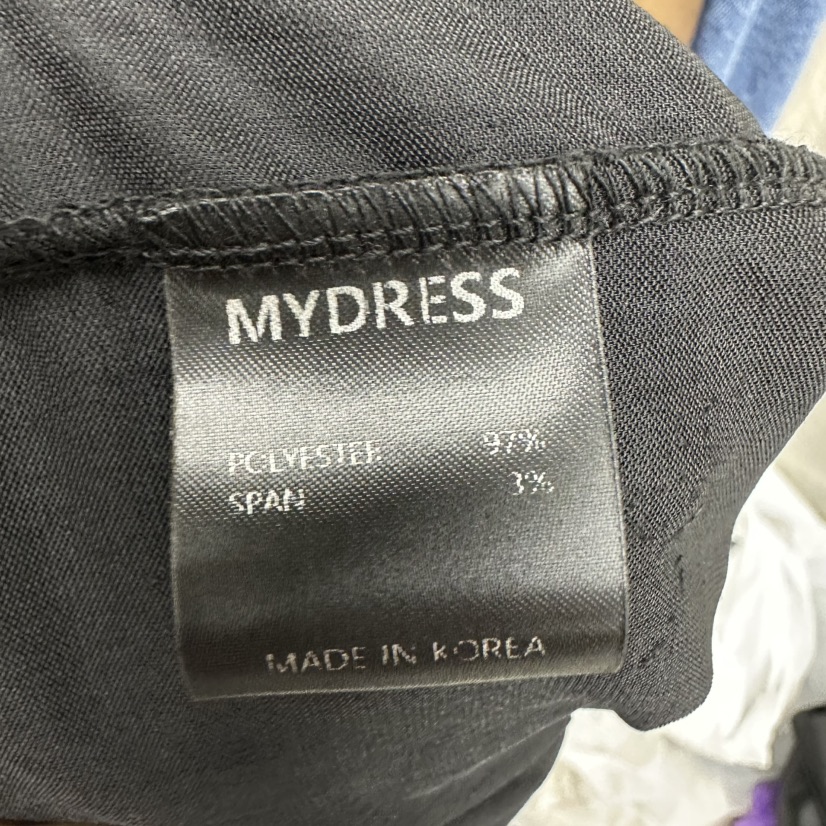 MYDRESS
POLYESTER 97%
SPAN 3%
MADE IN KOREA